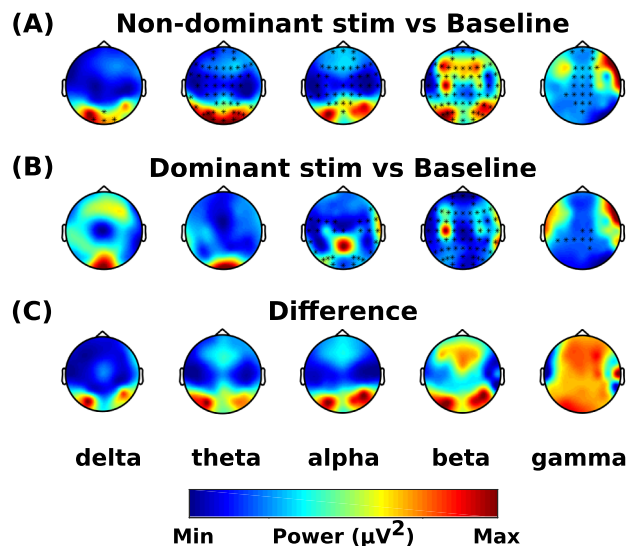 (A) Non-dominant stim vs Baseline
(B) Dominant stim vs Baseline
(C) Difference
delta theta alpha beta gamma
Min Power (μV²) Max